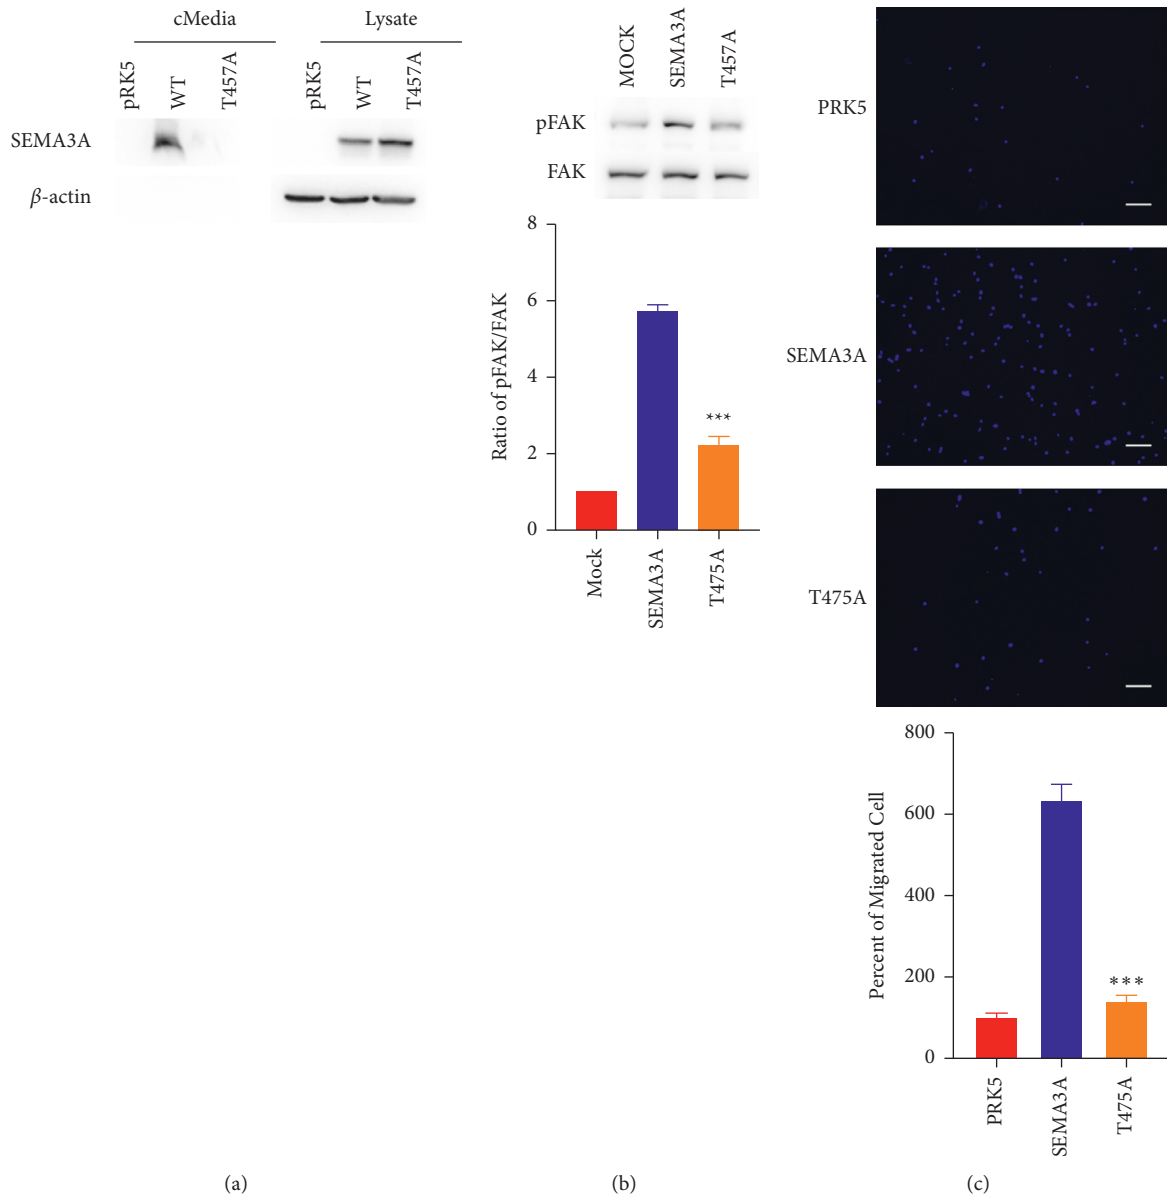 cMedia
Lysate
pRK5
WT
T457A
pRK5
WT
T457A
SEMA3A
β-actin
(a)
MOCK
SEMA3A
T457A
pFAK
FAK
8
6
4
2
0
Ratio of pFAK/FAK
***
Mock
SEMA3A
T475A
(b)
PRK5
SEMA3A
T475A
800
600
400
200
0
Percent of Migrated Cell
***
PRK5
SEMA3A
T475A
(c)